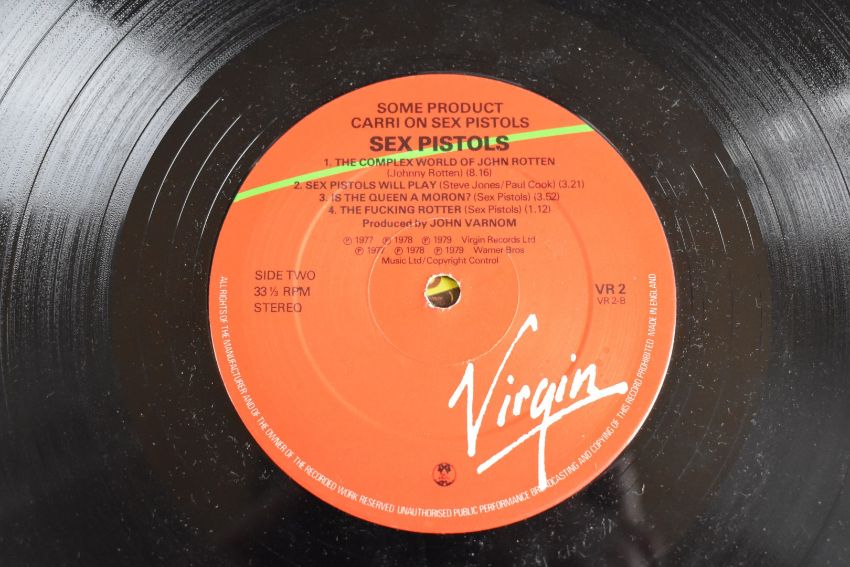 SOME PRODUCT
CARRI ON SEX PISTOLS
SEX PISTOLS
1. THE COMPLEX WORLD OF JOHN ROTTEN
(Johnny Rotten) (8.16)
2. SEX PISTOLS WILL PLAY (Steve Jones/Paul Cook) (3.21)
3. IS THE QUEEN A MORON? (Sex Pistols) (3.52)
4. THE FUCKING ROTTER (Sex Pistols) (1.12)
Produced by JOHN VARNOM
Ⓟ 1977 Ⓟ 1978 Ⓟ 1979 Virgin Records Ltd
Ⓟ 1977 Ⓟ 1978 Ⓟ 1979 Warner Bros
Music Ltd/Copyright Control
SIDE TWO
33⅓ RPM
STEREO
VR 2
VR 2-B
Virgin
ALL RIGHTS OF THE MANUFACTURER AND OF THE OWNER OF THE RECORDED WORK RESERVED UNAUTHORISED PUBLIC PERFORMANCE BROADCASTING AND COPYING OF THIS RECORD PROHIBITED MADE IN ENGLAND